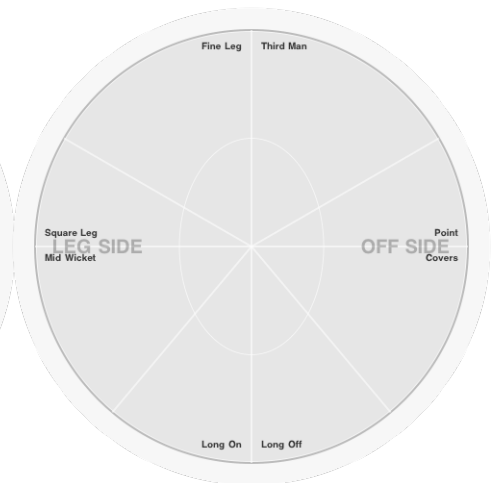 Fine Leg Third Man
Square Leg Point
LEG SIDE OFF SIDE
Mid Wicket Covers
Long On Long Off